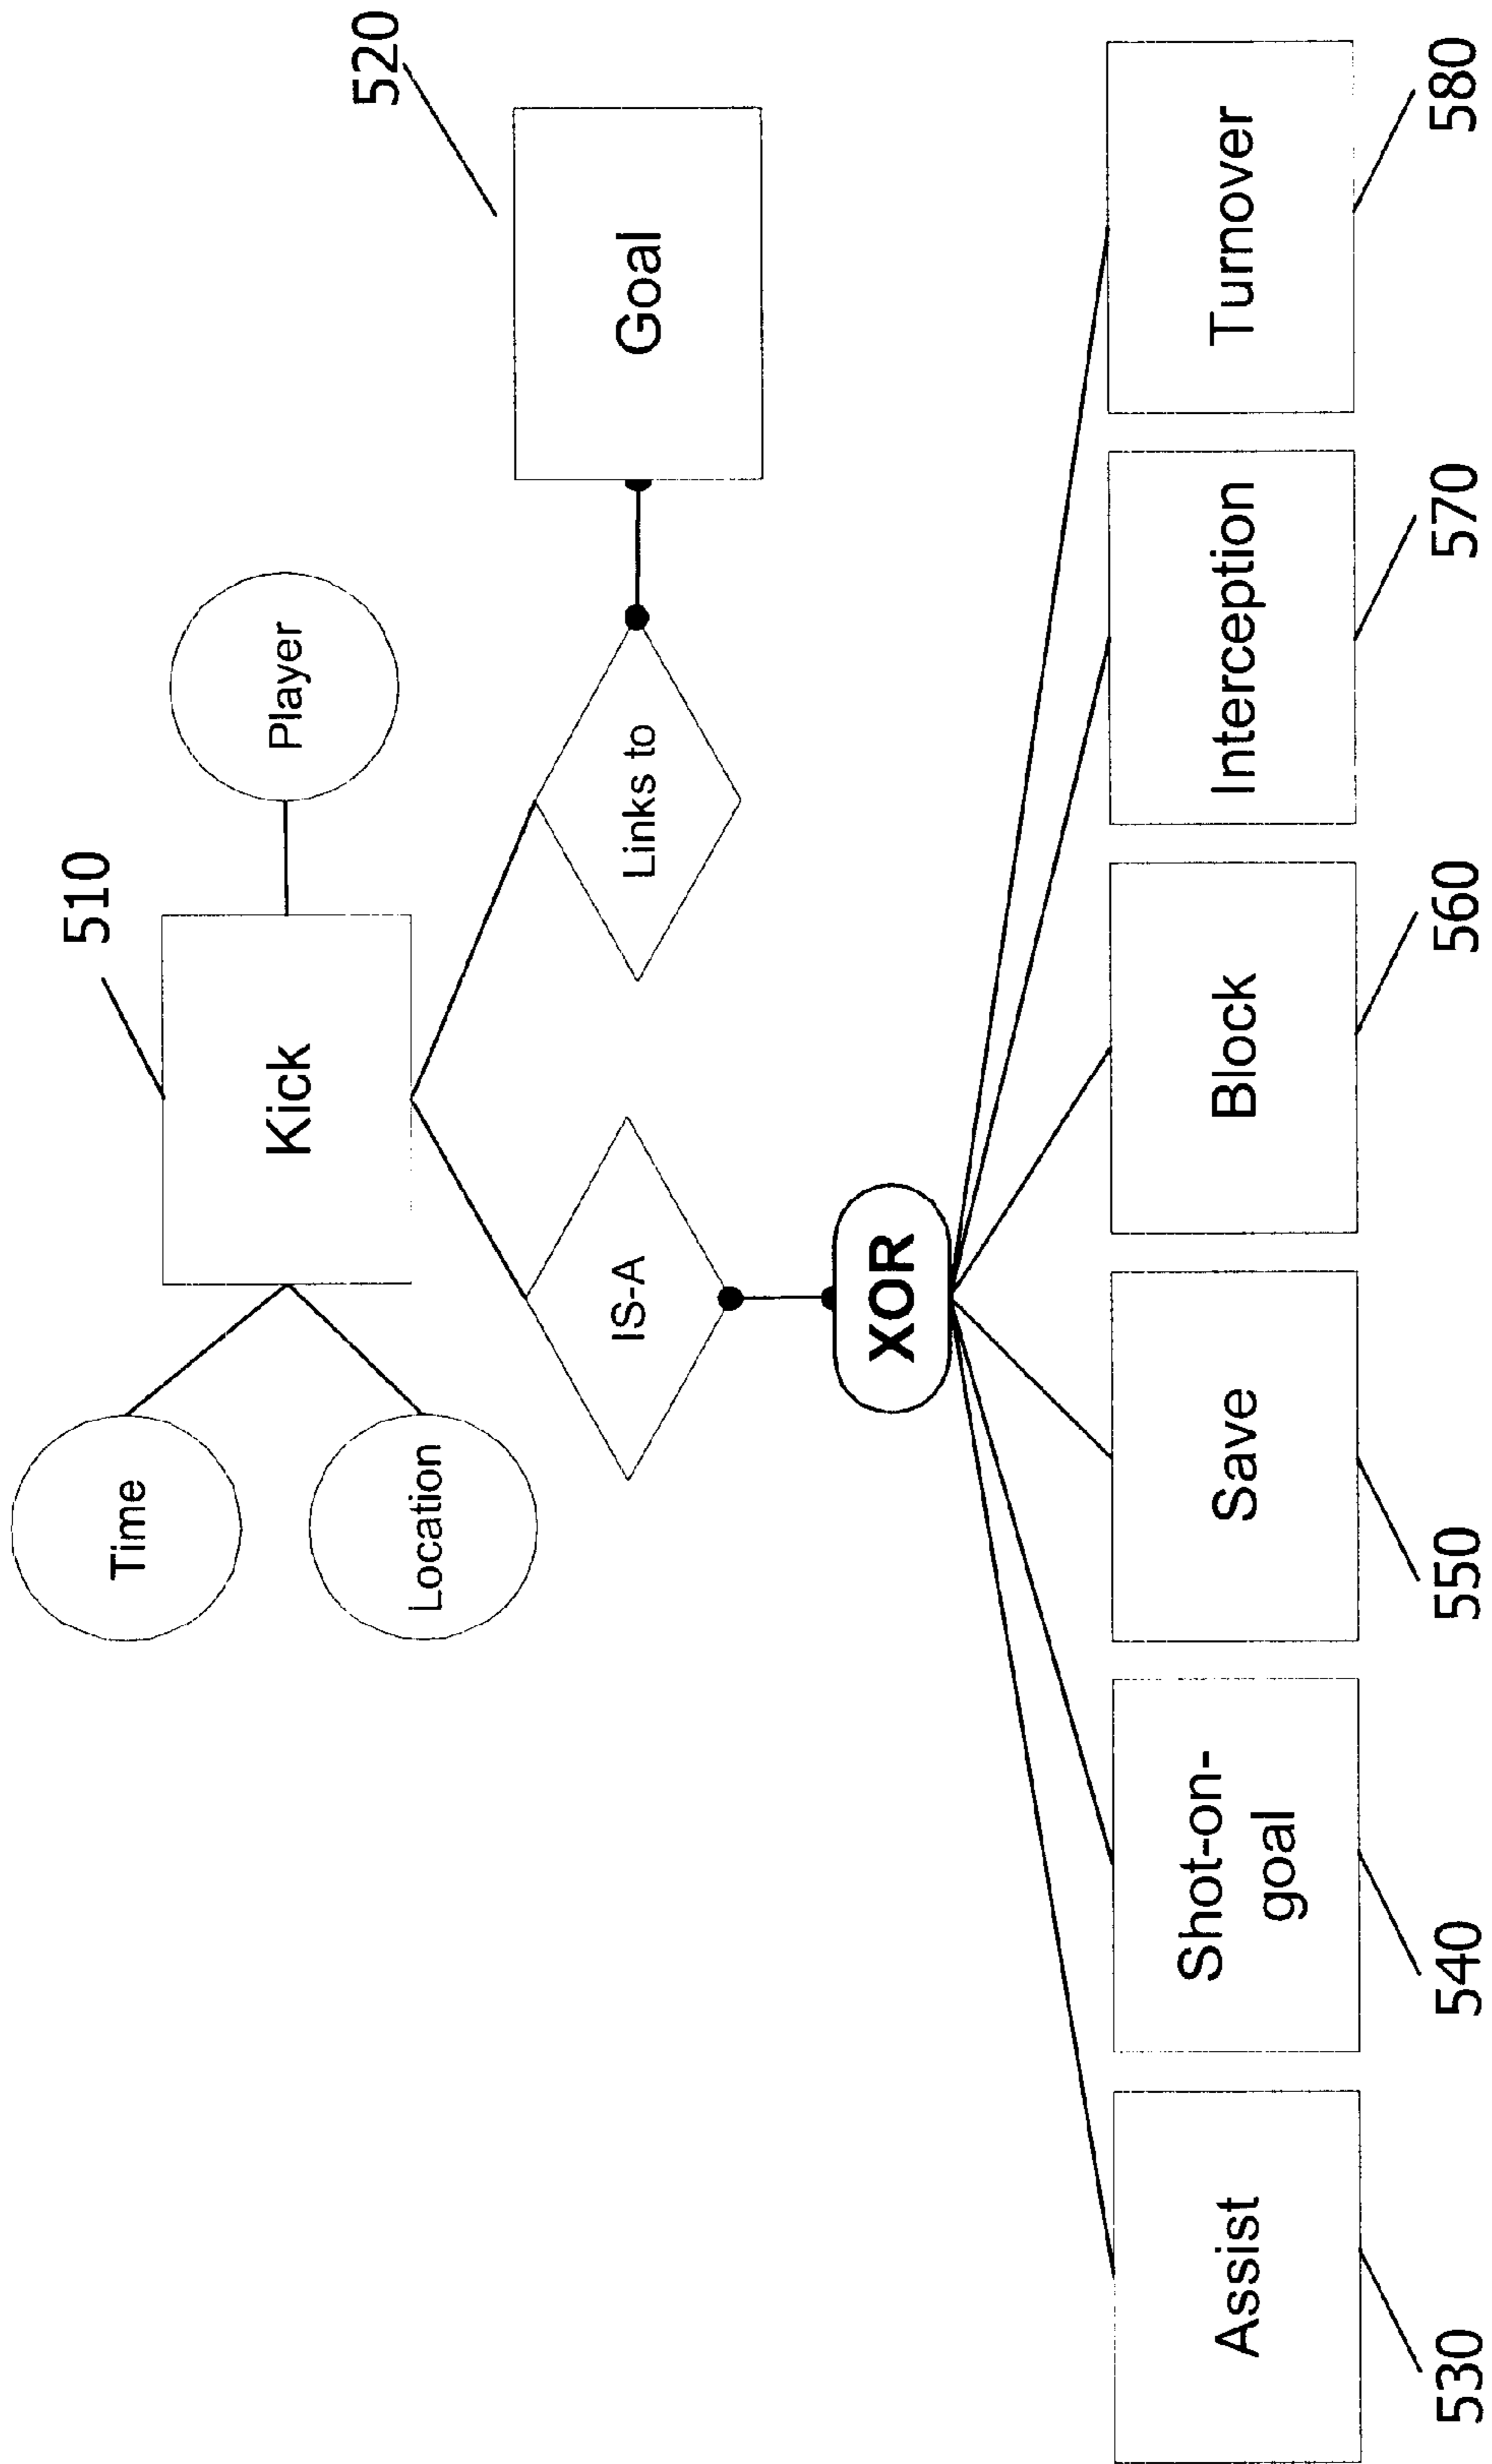 510
520
Time
Kick
Player
Location
IS-A
Links to
Goal
XOR
Assist
Shot-on-
goal
Save
Block
Interception
Turnover
530
540
550
560
570
580